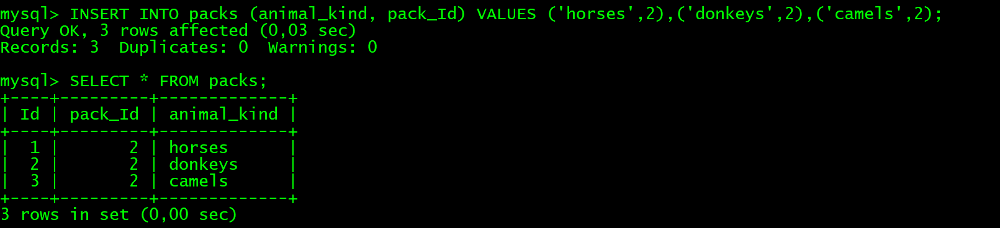 mysql> INSERT INTO packs (animal_kind, pack_Id) VALUES ('horses',2),('donkeys',2),('camels',2);
Query OK, 3 rows affected (0,03 sec)
Records: 3  Duplicates: 0  Warnings: 0

mysql> SELECT * FROM packs;
+----+---------+-------------+
| Id | pack_Id | animal_kind |
+----+---------+-------------+
|  1 |       2 | horses      |
|  2 |       2 | donkeys     |
|  3 |       2 | camels      |
+----+---------+-------------+
3 rows in set (0,00 sec)